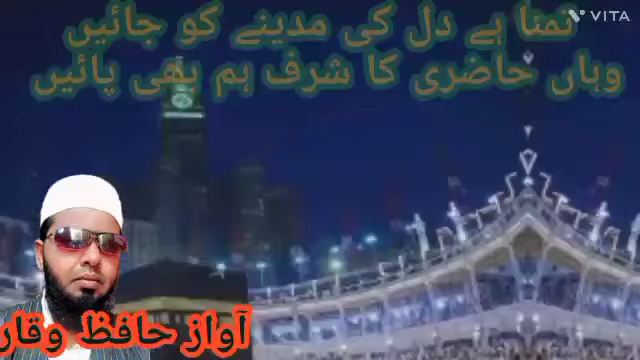 تمنا ہے دل کی مدینے کو جائیں
وہاں حاضری کا شرف ہم بھی پائیں
آواز حافظ وقار
VITA